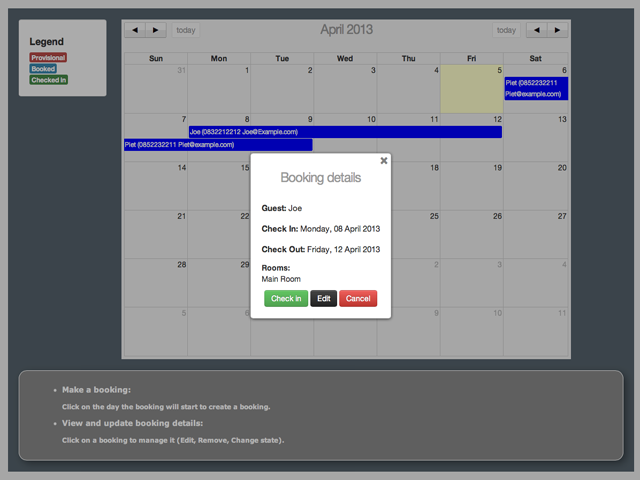 Legend
Provisional
Booked
Checked in
◄ ► today April 2013 today ◄ ►
Sun Mon Tue Wed Thu Fri Sat
31 1 2 3 4 5 6
Piet (0852232211
Piet@example.com)
7 8 9 10 11 12 13
Joe (0832212212 Joe@Example.com)
Piet (0852232211 Piet@example.com)
14 15 18 19 20
21 22 25 26 27
28 29 2 3 4
5 6 9 10 11
×
Booking details
Guest: Joe
Check In: Monday, 08 April 2013
Check Out: Friday, 12 April 2013
Rooms:
Main Room
Check in Edit Cancel
• Make a booking:
Click on the day the booking will start to create a booking.
• View and update booking details:
Click on a booking to manage it (Edit, Remove, Change state).